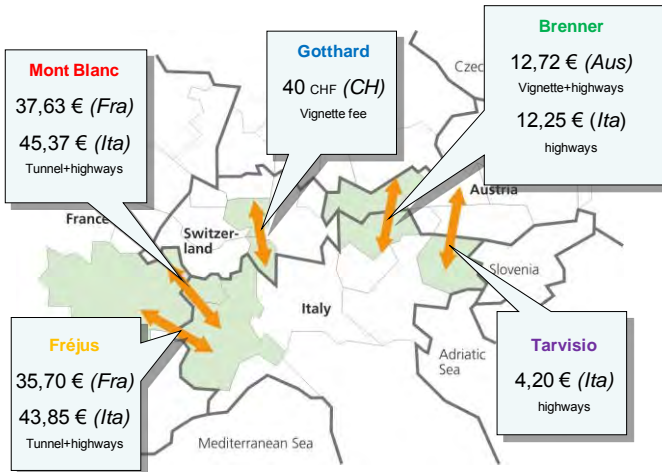 Mont Blanc
37,63 € (Fra)
45,37 € (Ita)
Tunnel+highways
Gotthard
40 CHF (CH)
Vignette fee
Brenner
12,72 € (Aus)
Vignette+highways
12,25 € (Ita)
highways
Czec
Austria
France
Switzer-
land
Slovenia
Italy
Adriatic
Sea
Mediterranean Sea
Fréjus
35,70 € (Fra)
43,85 € (Ita)
Tunnel+highways
Tarvisio
4,20 € (Ita)
highways